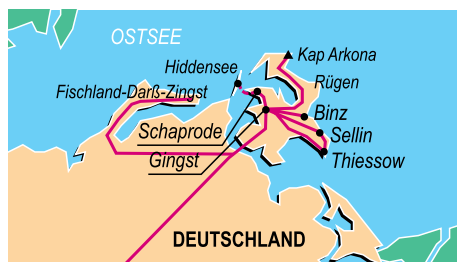 OSTSEE
Kap Arkona
Hiddensee
Rügen
Fischland-Darß-Zingst
Binz
Schaprode
Sellin
Gingst
Thiessow
DEUTSCHLAND